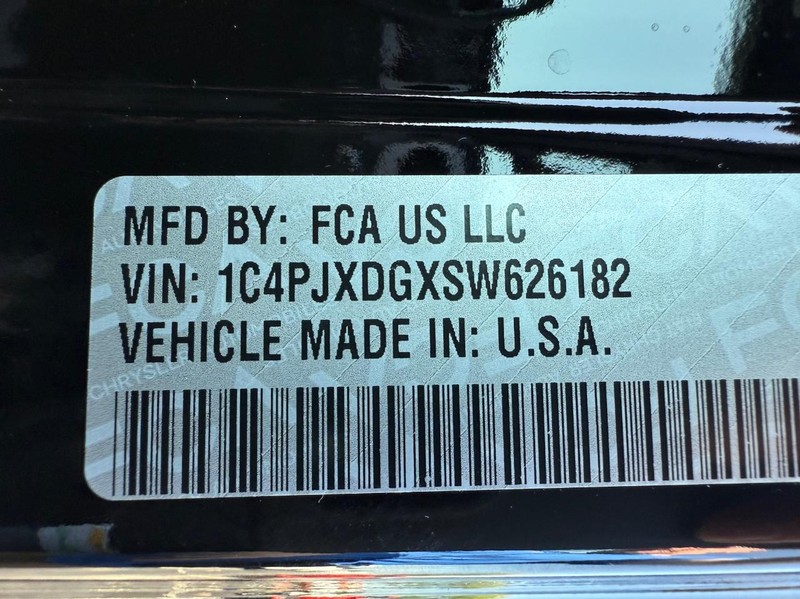 MFD BY: FCA US LLC
VIN: 1C4PJXDGXSW626182
VEHICLE MADE IN: U.S.A.